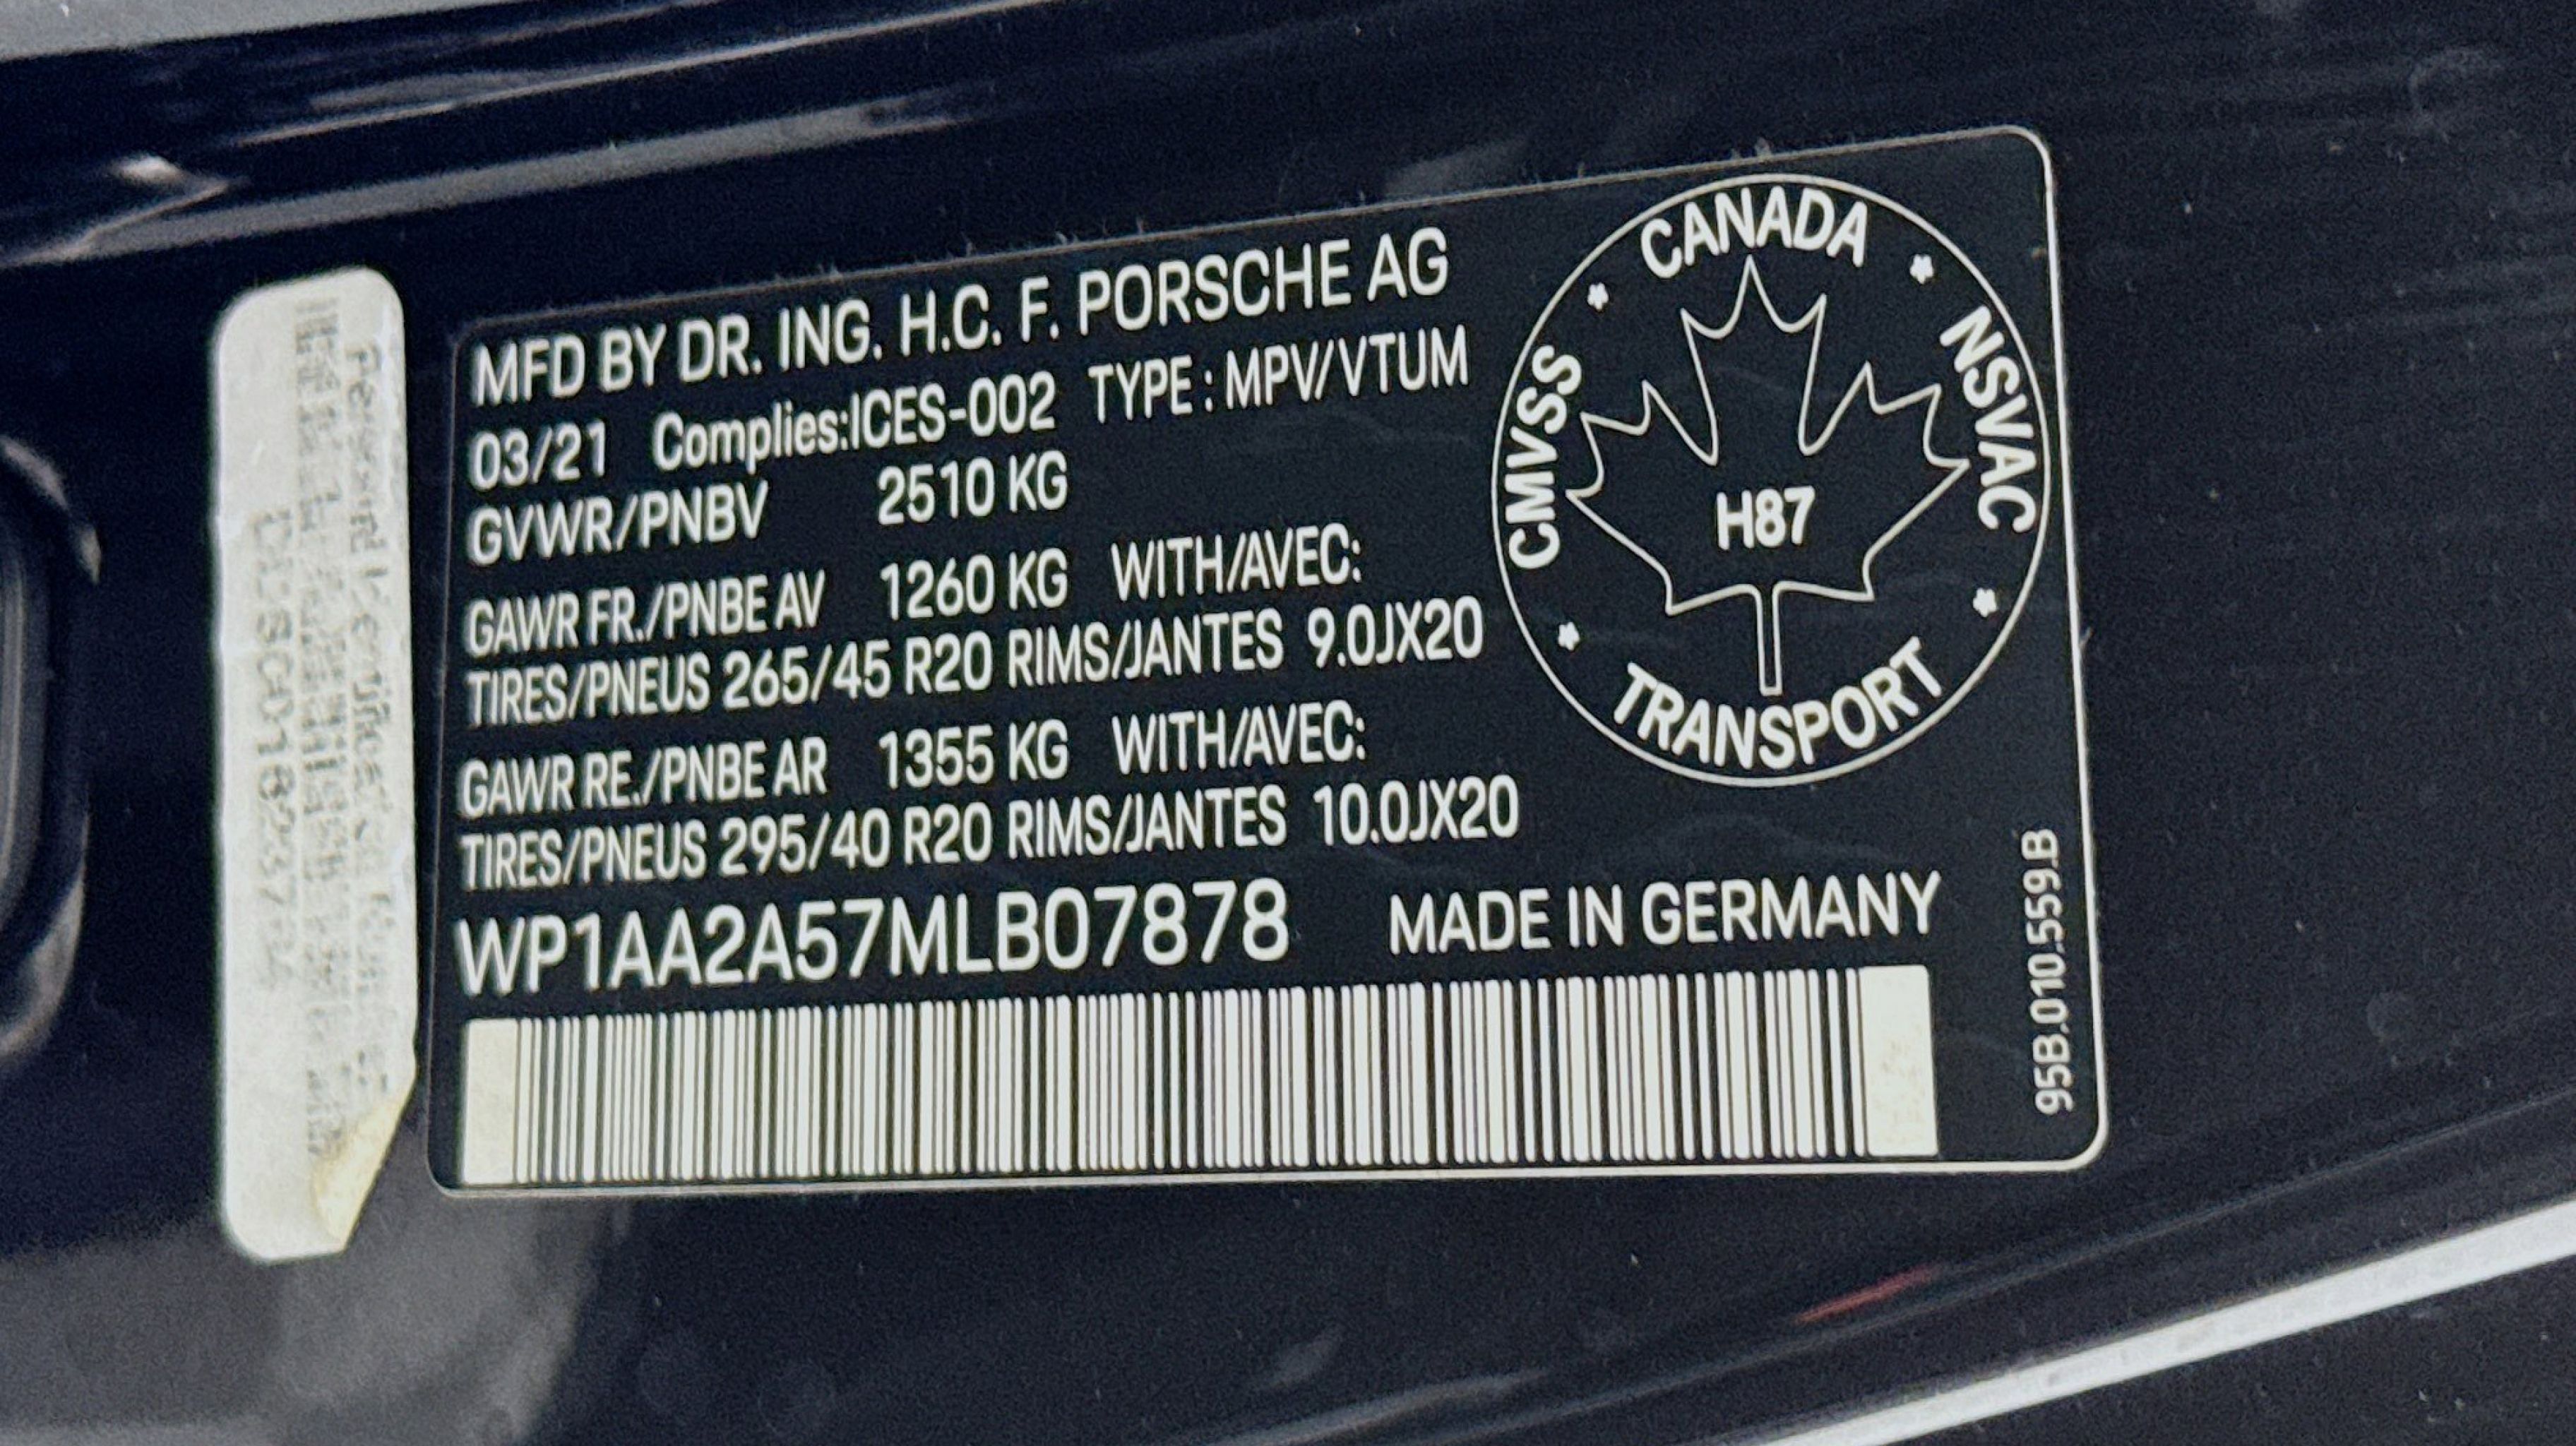 MFD BY DR. ING. H.C. F. PORSCHE AG
03/21 Complies:ICES-002 TYPE : MPV/VTUM
GVWR/PNBV 2510 KG
GAWR FR./PNBE AV 1260 KG WITH/AVEC:
TIRES/PNEUS 265/45 R20 RIMS/JANTES 9.0JX20
GAWR RE./PNBE AR 1355 KG WITH/AVEC:
TIRES/PNEUS 295/40 R20 RIMS/JANTES 10.0JX20
WP1AA2A57MLB07878 MADE IN GERMANY
CANADA
NSVAC
TRANSPORT
CMVSS
H87
95B.010.559.B